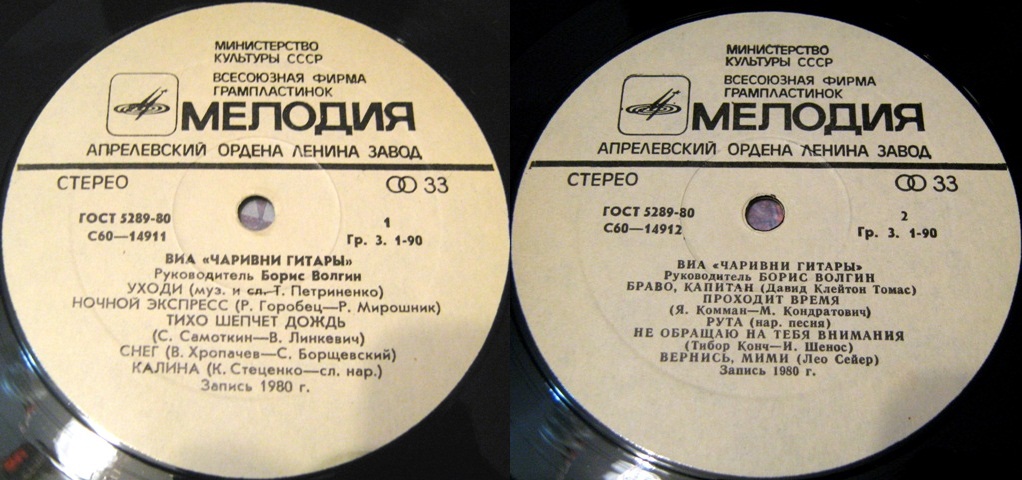 МИНИСТЕРСТВО
КУЛЬТУРЫ СССР
ВСЕСОЮЗНАЯ ФИРМА
ГРАМПЛАСТИНОК
МЕЛОДИЯ
АПРЕЛЕВСКИЙ ОРДЕНА ЛЕНИНА ЗАВОД
СТЕРЕО
33
ГОСТ 5289-80
С60—14911
1
Гр. 3. 1-90
ВИА «ЧАРИВНИ ГИТАРЫ»
Руководитель Борис Волгин
УХОДИ (муз. и сл. Т. Петриненко)
НОЧНОЙ ЭКСПРЕСС (Р. Горобец—Р. Мирошник)
ТИХО ШЕПЧЕТ ДОЖДЬ
(С. Самоткин—В. Линкевич)
СНЕГ (В. Хропачев—С. Борщевский)
КАЛИНА (К. Стеценко—сл. нар.)
Запись 1980 г.
МИНИСТЕРСТВО
КУЛЬТУРЫ СССР
ВСЕСОЮЗНАЯ ФИРМА
ГРАМПЛАСТИНОК
МЕЛОДИЯ
АПРЕЛЕВСКИЙ ОРДЕНА ЛЕНИНА ЗАВОД
СТЕРЕО
33
ГОСТ 5289-80
С60—14912
2
Гр. 3. 1-90
ВИА «ЧАРИВНИ ГИТАРЫ»
Руководитель БОРИС ВОЛГИН
БРАВО, КАПИТАН (Давид Клейтон Томас)
ПРОХОДИТ ВРЕМЯ
(Я. Комман—М. Кондратович)
РУТА (нар. песня)
НЕ ОБРАЩАЮ НА ТЕБЯ ВНИМАНИЯ
(Тибор Конч—И. Шенос)
ВЕРНИСЬ, МИМИ (Лео Сейер)
Запись 1980 г.